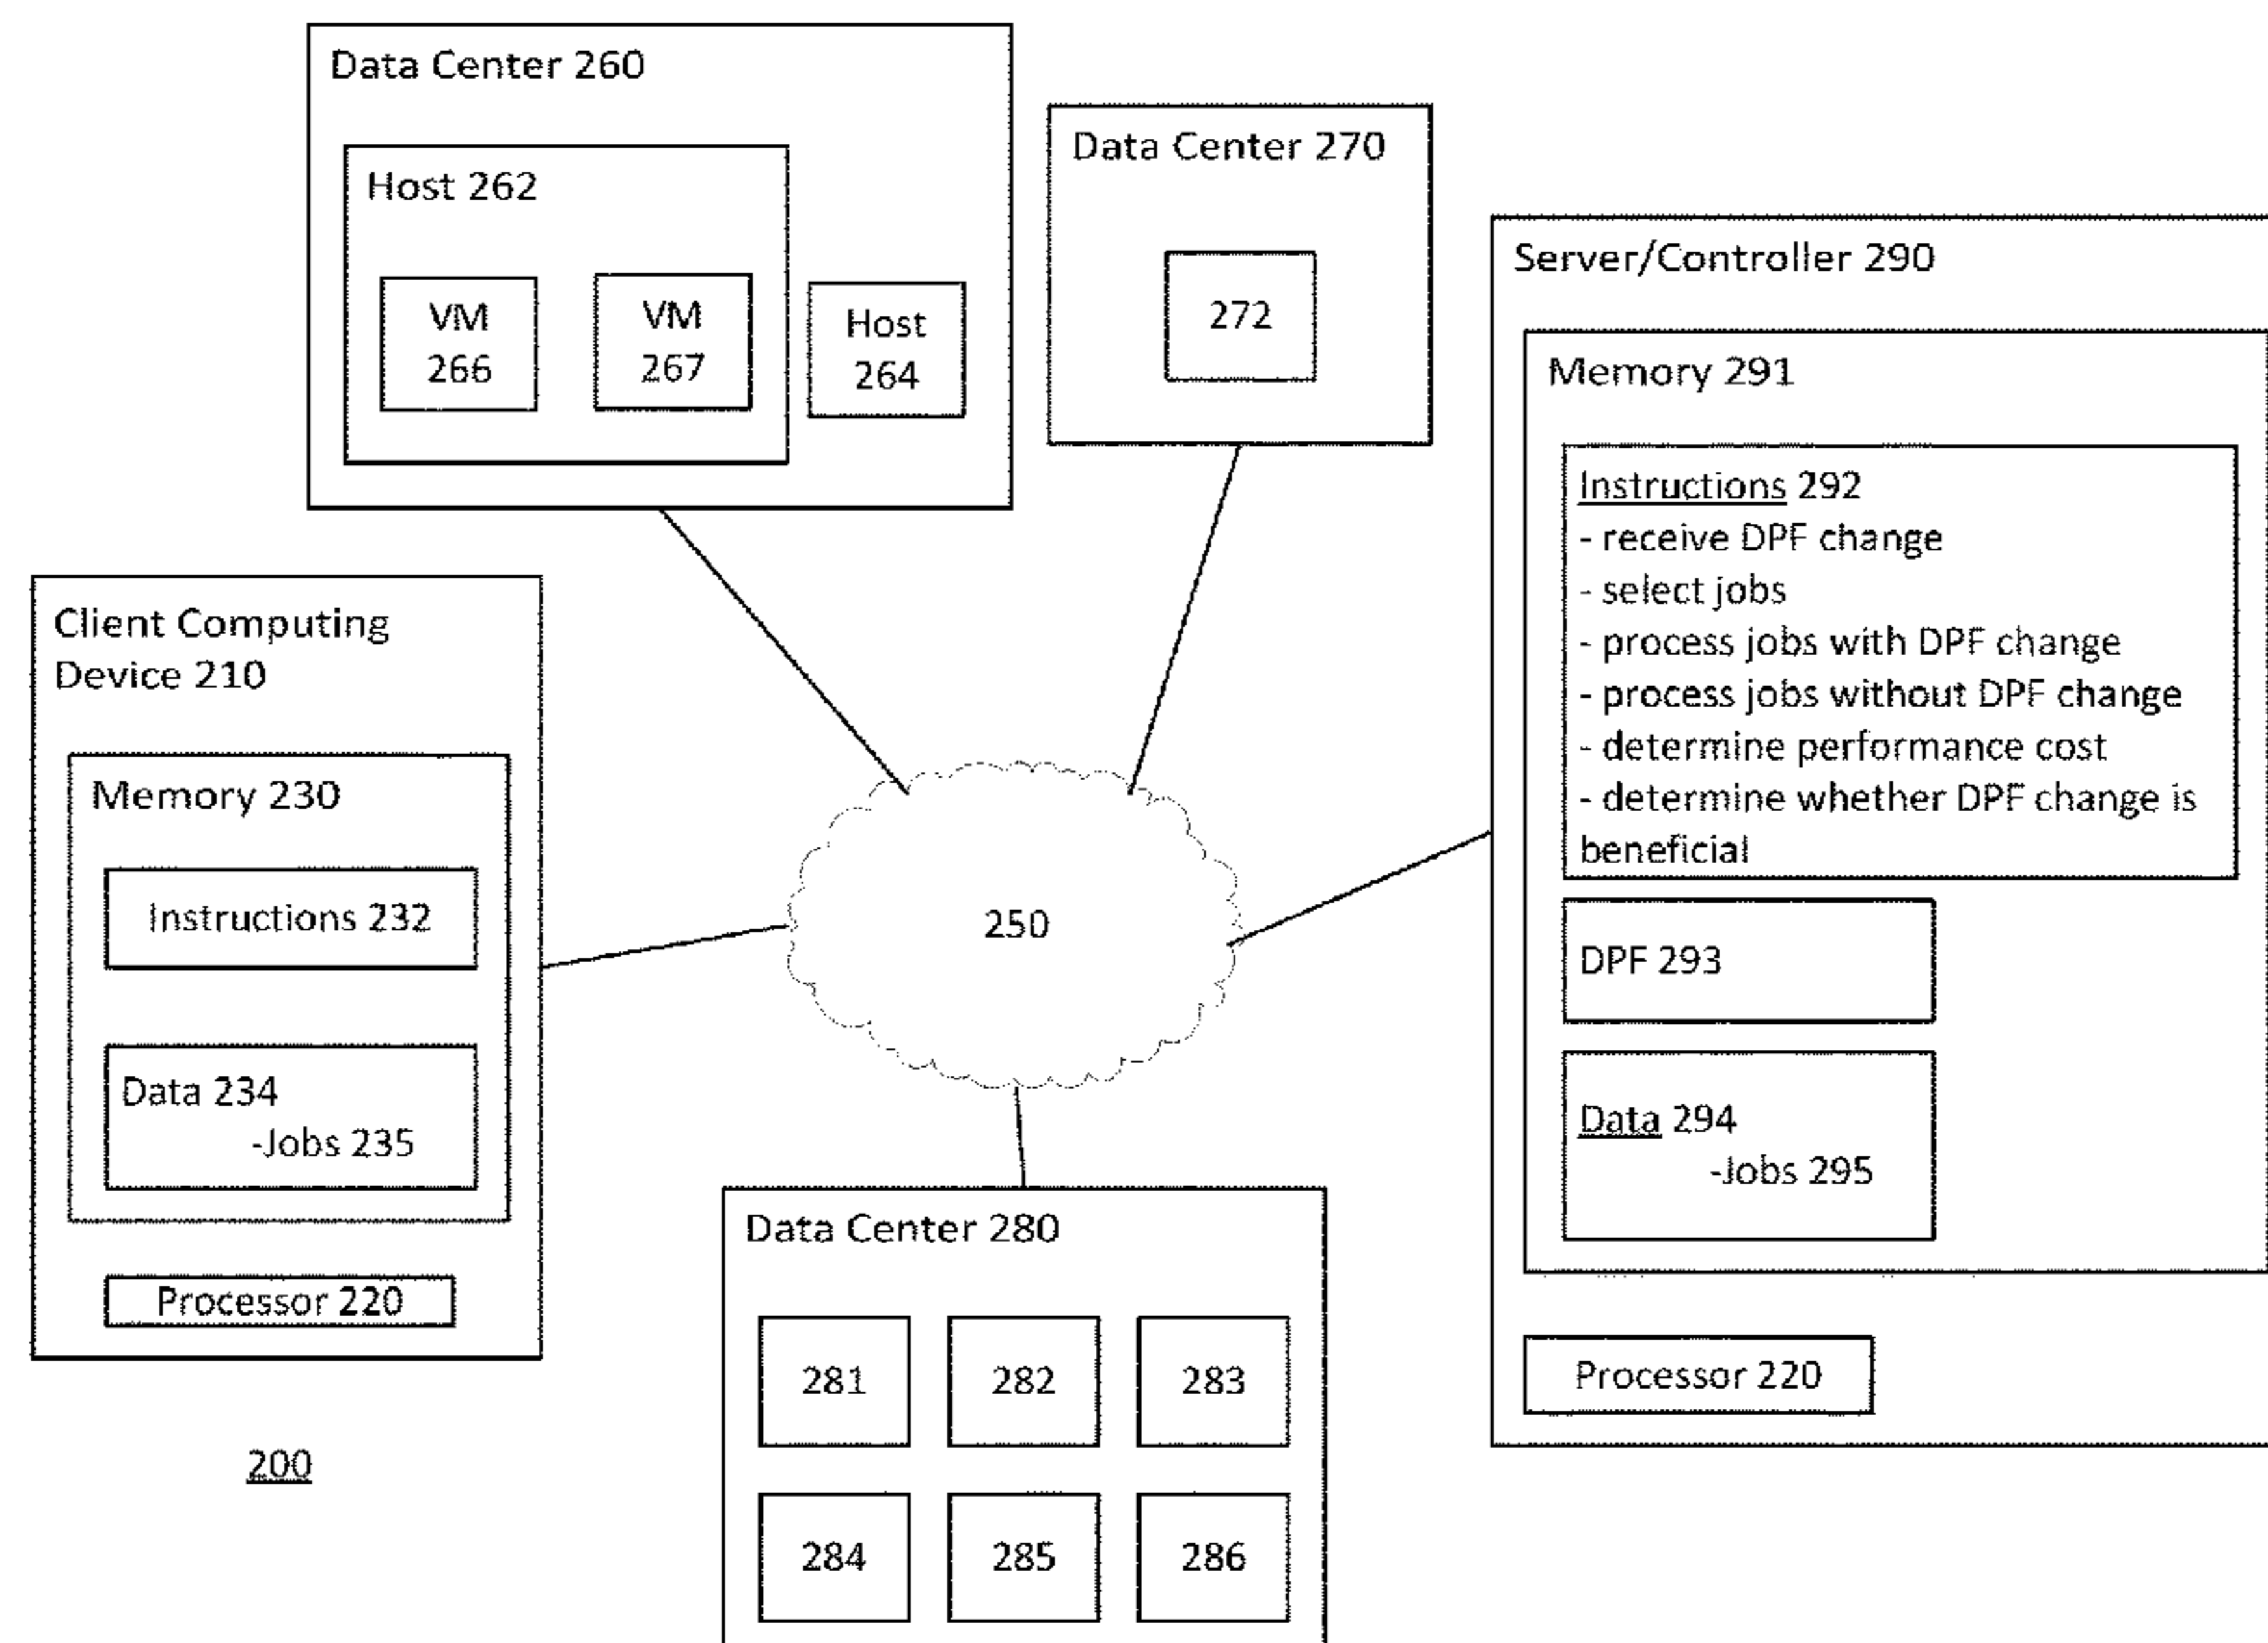 Data Center 260
Host 262
VM
266
VM
267
Host
264
Data Center 270
272
Server/Controller 290
Memory 291
Instructions 292
- receive DPF change
- select jobs
- process jobs with DPF change
- process jobs without DPF change
- determine performance cost
- determine whether DPF change is
beneficial
DPF 293
Data 294
-Jobs 295
Processor 220
Client Computing
Device 210
Memory 230
Instructions 232
Data 234
-Jobs 235
Processor 220
250
Data Center 280
281
282
283
284
285
286
200